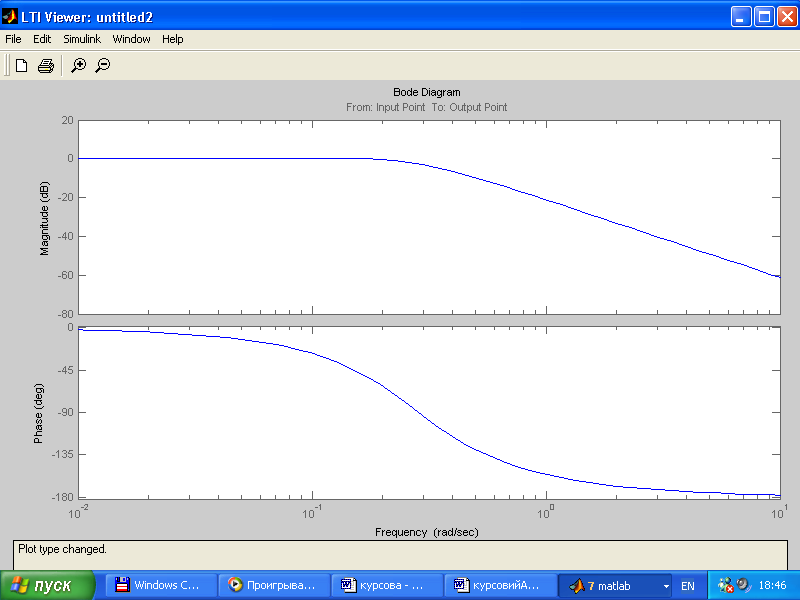 LTI Viewer: untitled2
File Edit Simulink Window Help
Bode Diagram
From: Input Point To: Output Point
Magnitude (dB)
20
0
-20
-40
-60
-80
Phase (deg)
0
-45
-90
-135
-180
10^-2
10^-1
10^0
10^1
Frequency (rad/sec)
Plot type changed.
пуск
Windows C...
Проигрыва...
курсова - ...
курсовийА...
7 matlab
EN
18:46